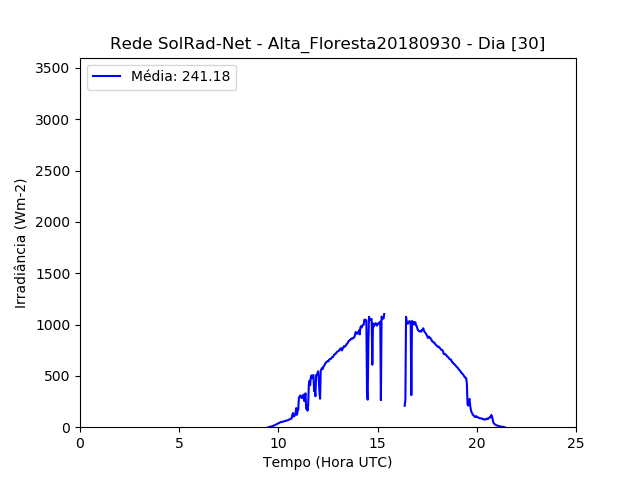 Rede SolRad-Net - Alta_Floresta20180930 - Dia [30]
Média: 241.18
3500
3000
2500
2000
1500
1000
500
0
Irradiância (Wm-2)
0 5 10 15 20 25
Tempo (Hora UTC)